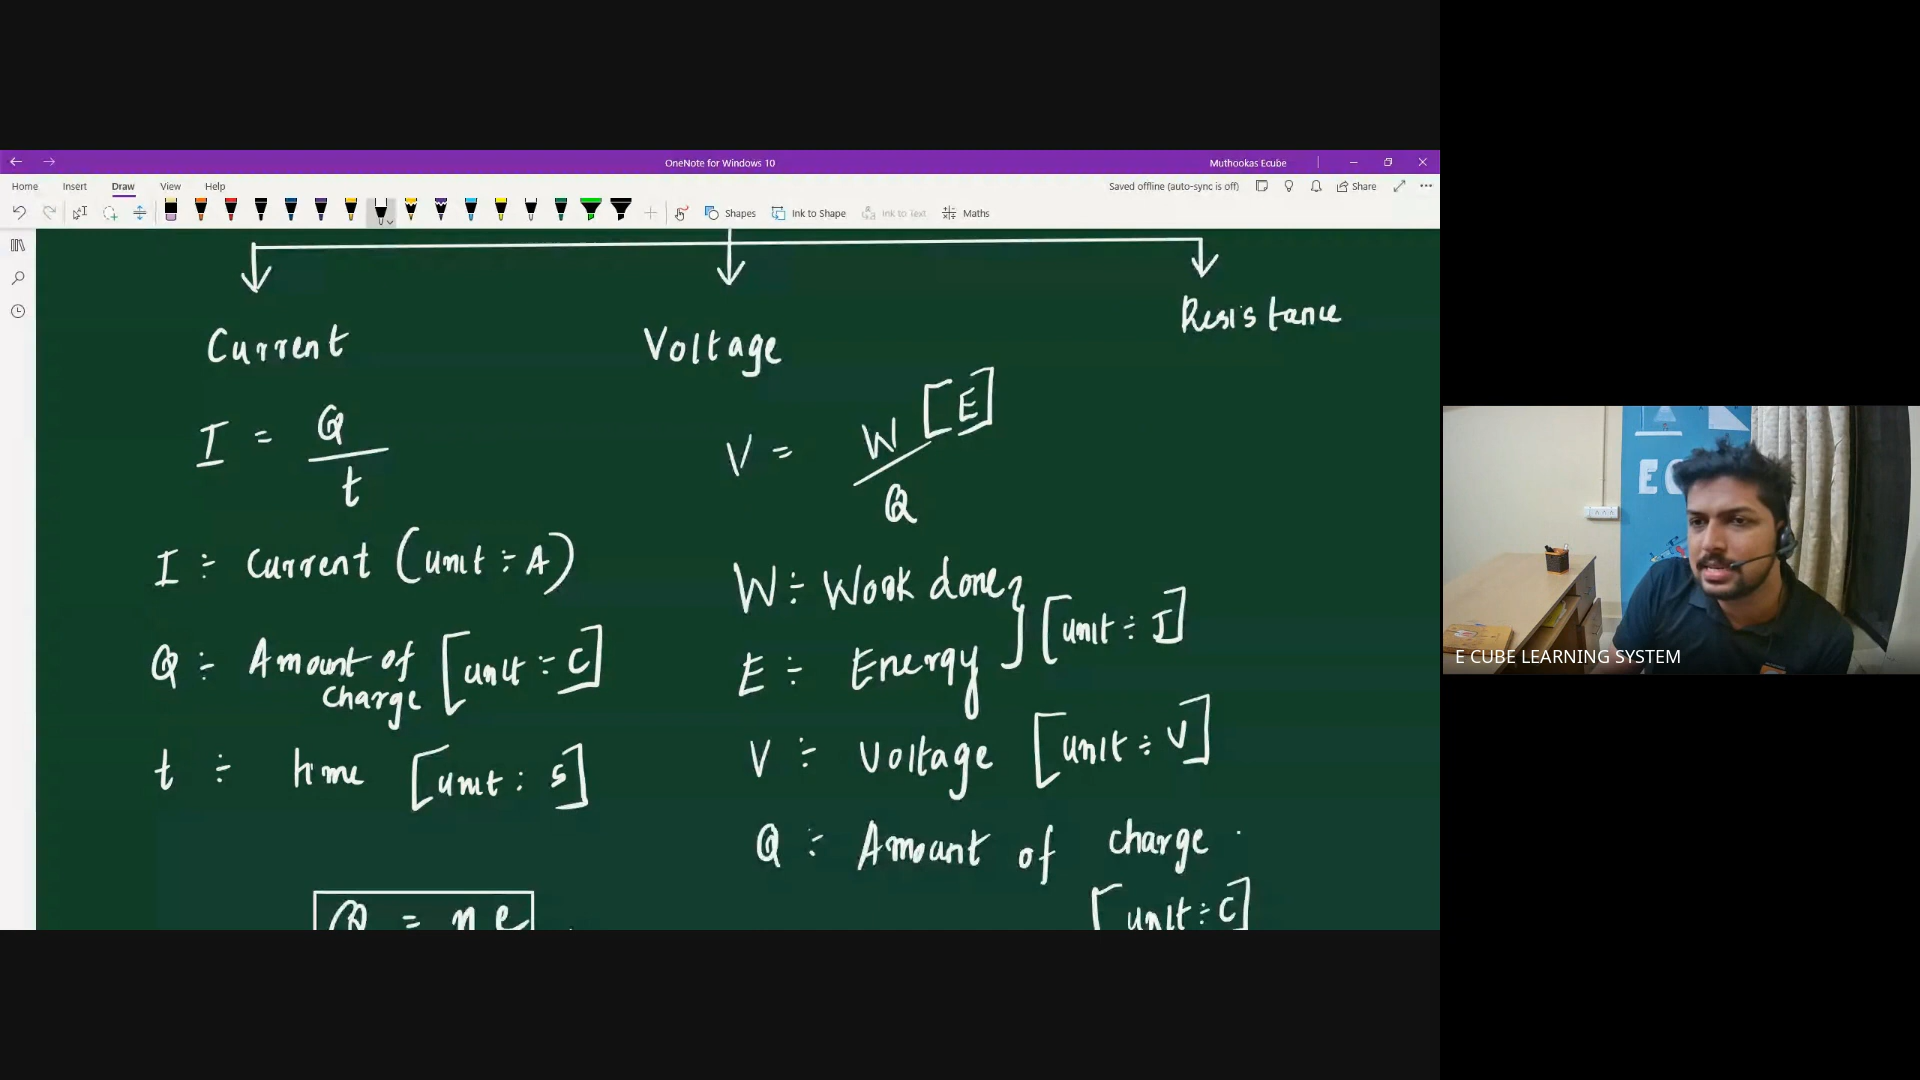 OneNote for Windows 10
Muthookas Ecube
Home Insert Draw View Help
Saved offline (auto-sync is off)
Share
Shapes
Ink to Shape
Ink to Text
Maths
Current
Voltage
Resistance
I = Q
t
V = W [E]
Q
I ÷ Current (unit ÷ A)
Q ÷ Amount of charge [unit ÷ C]
t ÷ time [unit : s]
W ÷ Work done
E ÷ Energy
[unit ÷ J]
V ÷ Voltage [unit ÷ V]
Q ÷ Amount of charge
[unit ÷ C]
Q = ne
E CUBE LEARNING SYSTEM